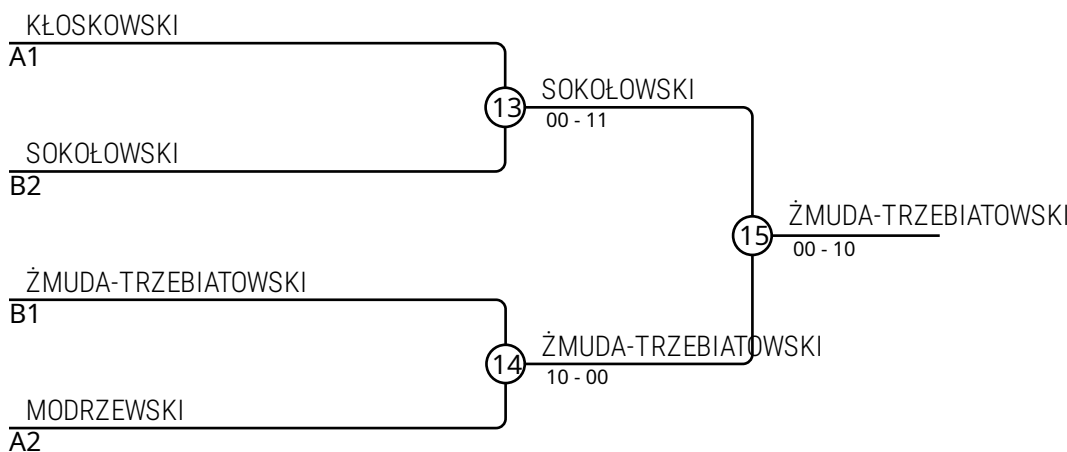 KŁOSKOWSKI
A1
13
SOKOŁOWSKI
00 - 11
SOKOŁOWSKI
B2
15
ŻMUDA-TRZEBIATOWSKI
00 - 10
ŻMUDA-TRZEBIATOWSKI
B1
14
ŻMUDA-TRZEBIATOWSKI
10 - 00
MODRZEWSKI
A2